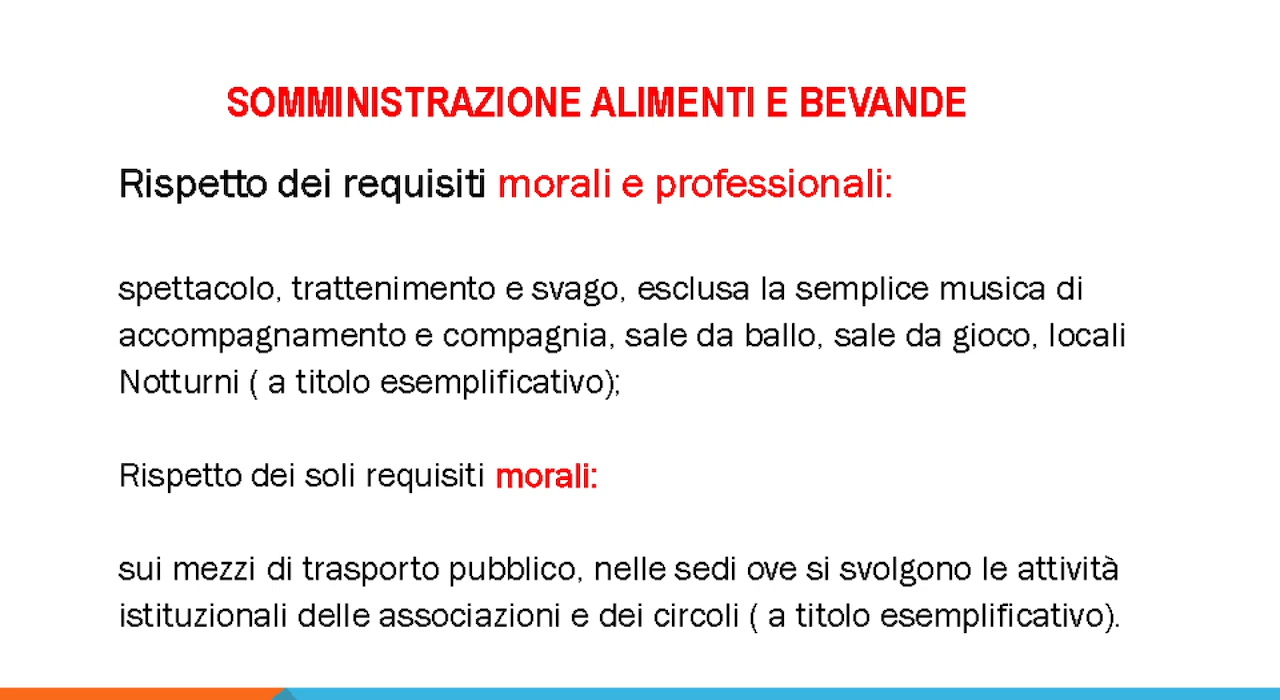 SOMMINISTRAZIONE ALIMENTI E BEVANDE
Rispetto dei requisiti morali e professionali:
spettacolo, trattenimento e svago, esclusa la semplice musica di
accompagnamento e compagnia, sale da ballo, sale da gioco, locali
Notturni ( a titolo esemplificativo);
Rispetto dei soli requisiti morali:
sui mezzi di trasporto pubblico, nelle sedi ove si svolgono le attività
istituzionali delle associazioni e dei circoli ( a titolo esemplificativo).